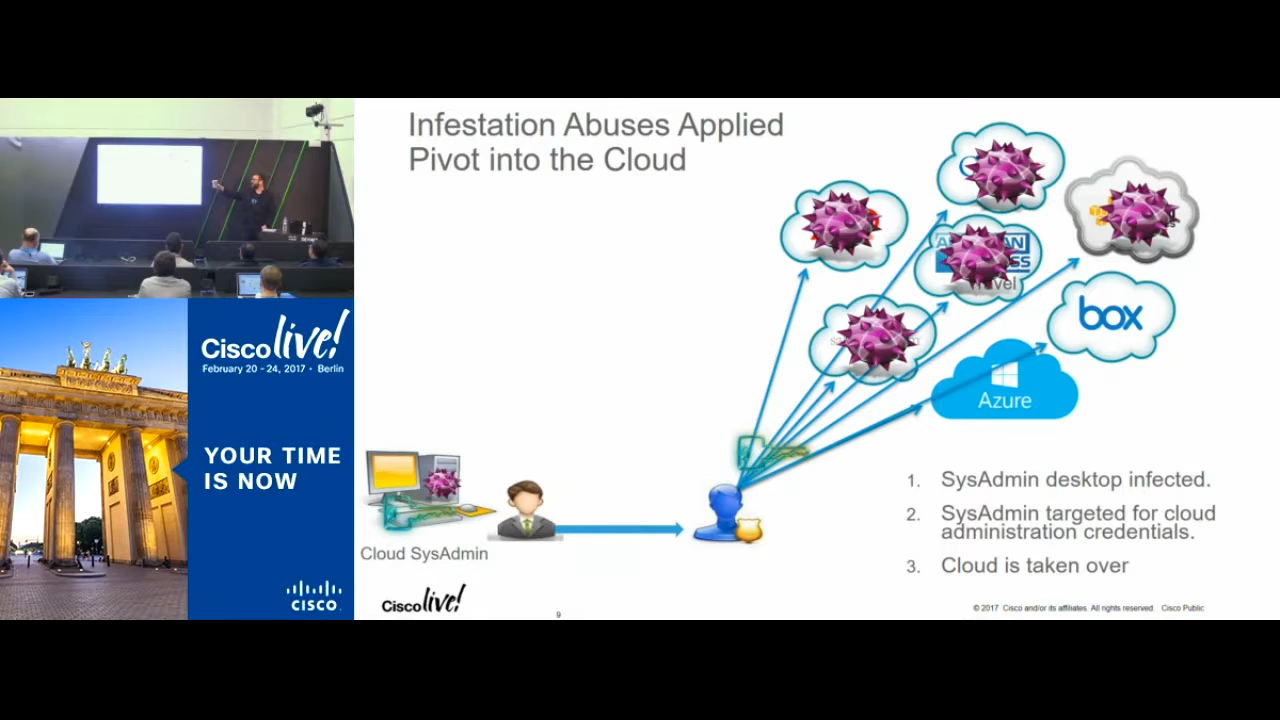 Infestation Abuses Applied
Pivot into the Cloud
box
Azure
Cisco live!
February 20 - 24, 2017 • Berlin
YOUR TIME
IS NOW
CISCO.
Cloud SysAdmin
1. SysAdmin desktop infected.
2. SysAdmin targeted for cloud
administration credentials.
3. Cloud is taken over
Cisco live!
9
© 2017 Cisco and/or its affiliates. All rights reserved. Cisco Public